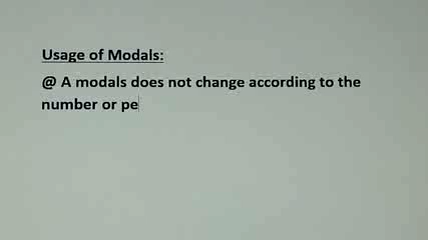 Usage of Modals:
@ A modals does not change according to the
number or pe